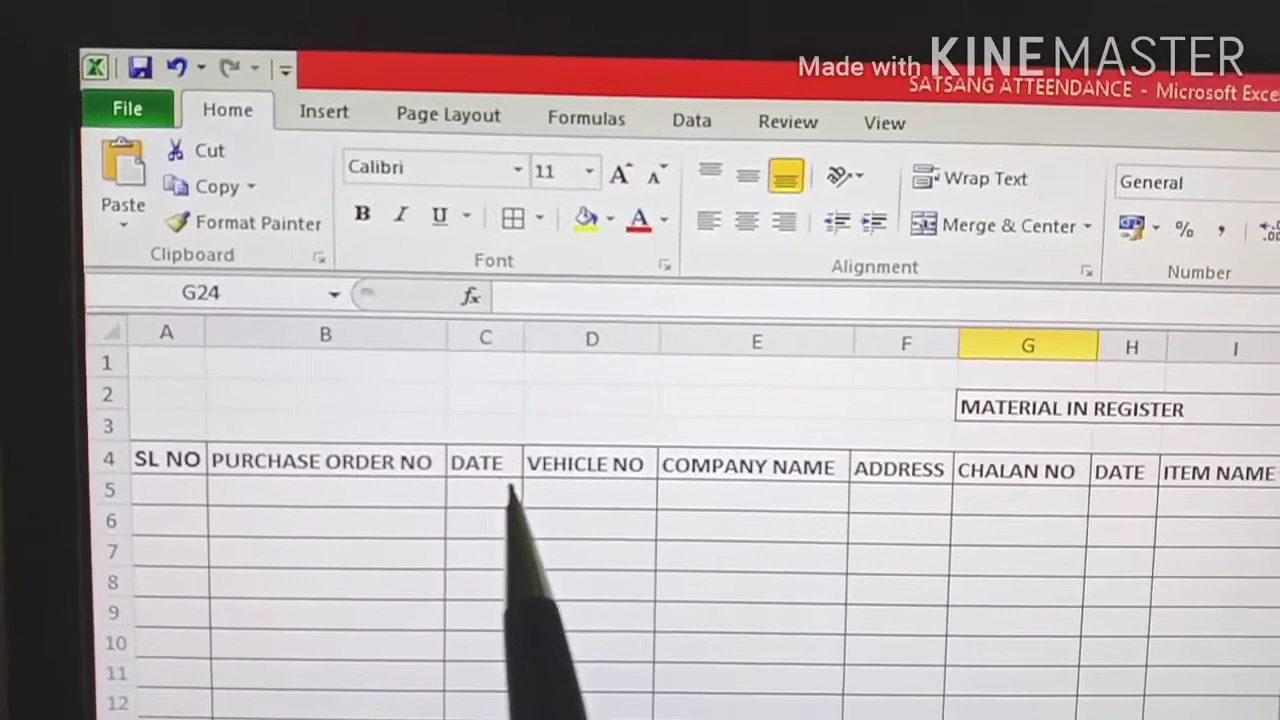 Made with KINEMASTER
SATSANG ATTEENDANCE - Microsoft Exce
File Home Insert Page Layout Formulas Data Review View
Cut
Copy
Format Painter
Paste
Clipboard
Calibri 11
B I U A
Font
Wrap Text
Merge & Center
Alignment
General
% ,
Number
G24 fx
A B C D E F G H I
1
2 MATERIAL IN REGISTER
3
4 SL NO PURCHASE ORDER NO DATE VEHICLE NO COMPANY NAME ADDRESS CHALAN NO DATE ITEM NAME
5
6
7
8
9
10
11
12